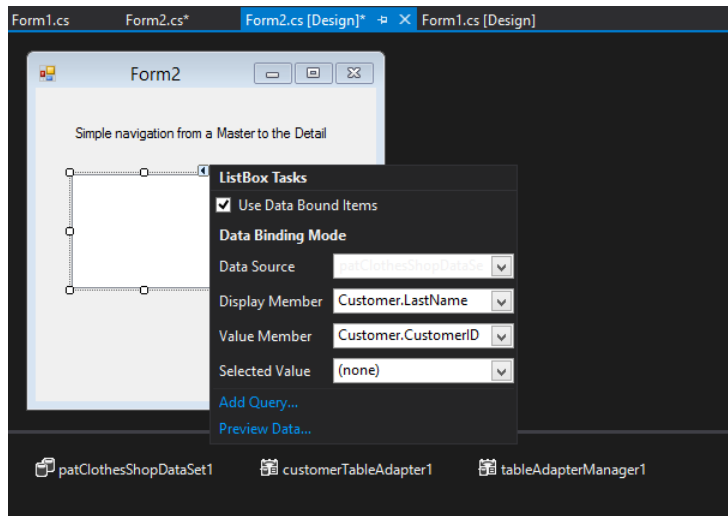 Form1.cs Form2.cs* Form2.cs [Design]* Form1.cs [Design]
Form2
Simple navigation from a Master to the Detail
ListBox Tasks
Use Data Bound Items
Data Binding Mode
Data Source patClothesShopDataSe
Display Member Customer.LastName
Value Member Customer.CustomerID
Selected Value (none)
Add Query...
Preview Data...
patClothesShopDataSet1 customerTableAdapter1 tableAdapterManager1